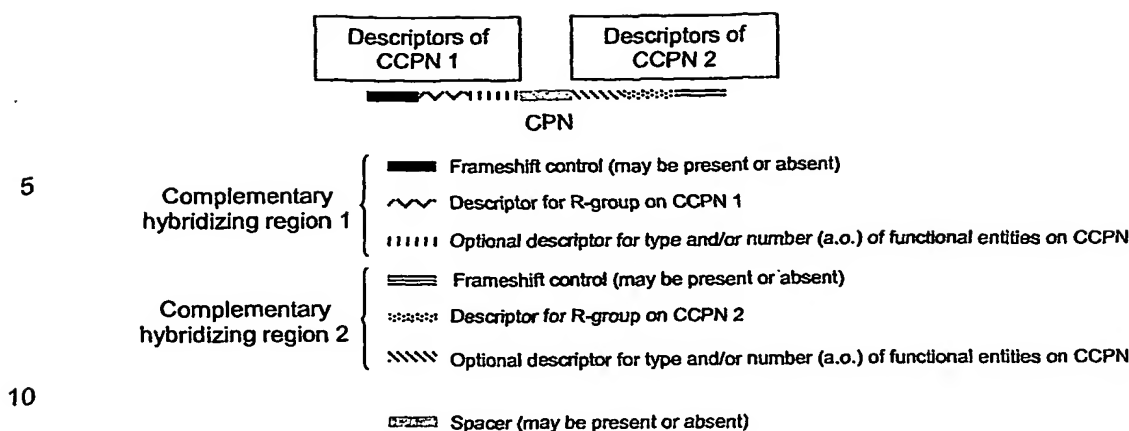 Descriptors of
CCPN 1
Descriptors of
CCPN 2
CPN
5
Complementary
hybridizing region 1
Frameshift control (may be present or absent)
Descriptor for R-group on CCPN 1
Optional descriptor for type and/or number (a.o.) of functional entities on CCPN
Complementary
hybridizing region 2
Frameshift control (may be present or absent)
Descriptor for R-group on CCPN 2
Optional descriptor for type and/or number (a.o.) of functional entities on CCPN
10
Spacer (may be present or absent)